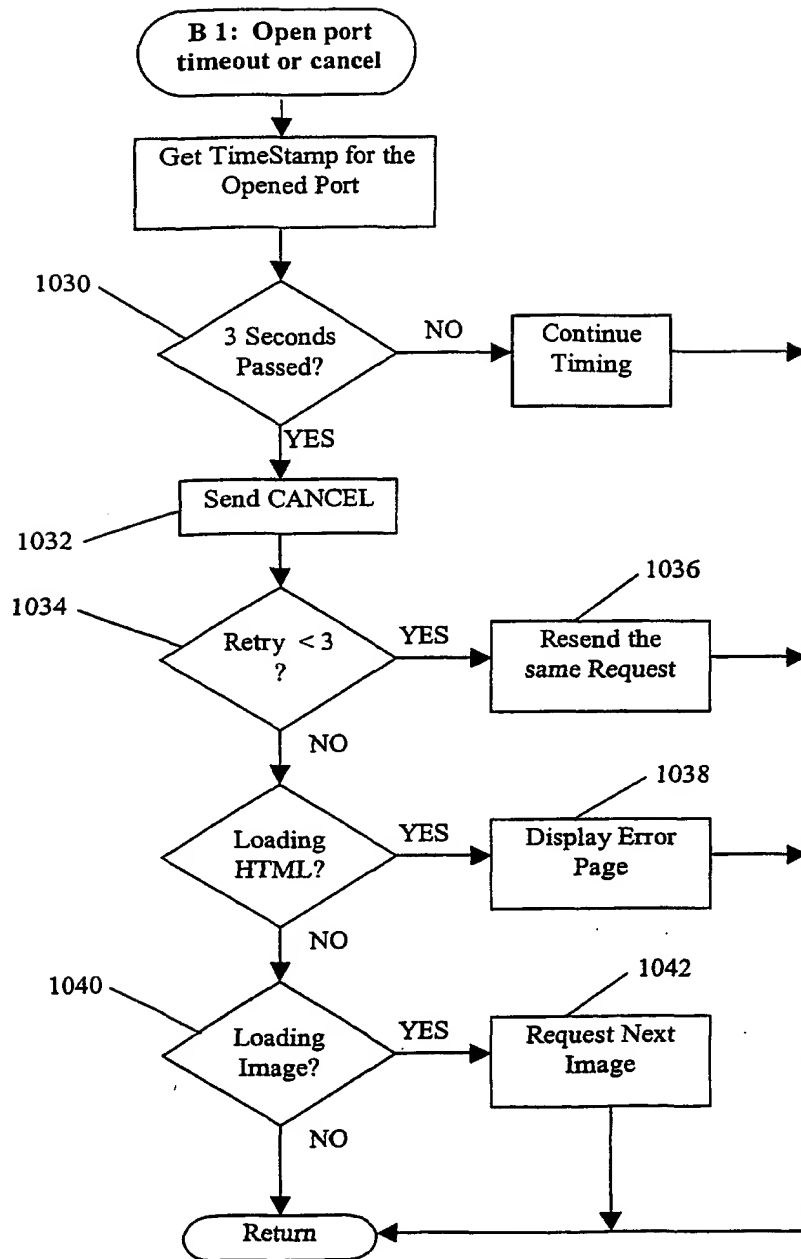 B 1: Open port
timeout or cancel
Get TimeStamp for the
Opened Port
1030
3 Seconds
Passed?
NO
Continue
Timing
YES
Send CANCEL
1032
1034
Retry < 3
?
YES
1036
Resend the
same Request
NO
1038
Loading
HTML?
YES
Display Error
Page
NO
1040
1042
Loading
Image?
YES
Request Next
Image
NO
Return